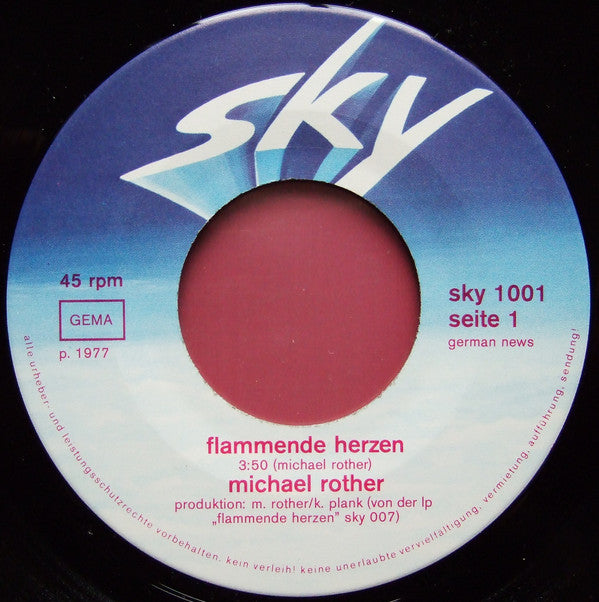 sky
45 rpm
GEMA
p. 1977
sky 1001
seite 1
german news
flammende herzen
3:50 (michael rother)
michael rother
produktion: m. rother/k. plank (von der lp
„flammende herzen" sky 007)
alle urheber- und leistungsschutzrechte vorbehalten. kein verleih! keine unerlaubte vervielfältigung, vermietung, aufführung, sendung!